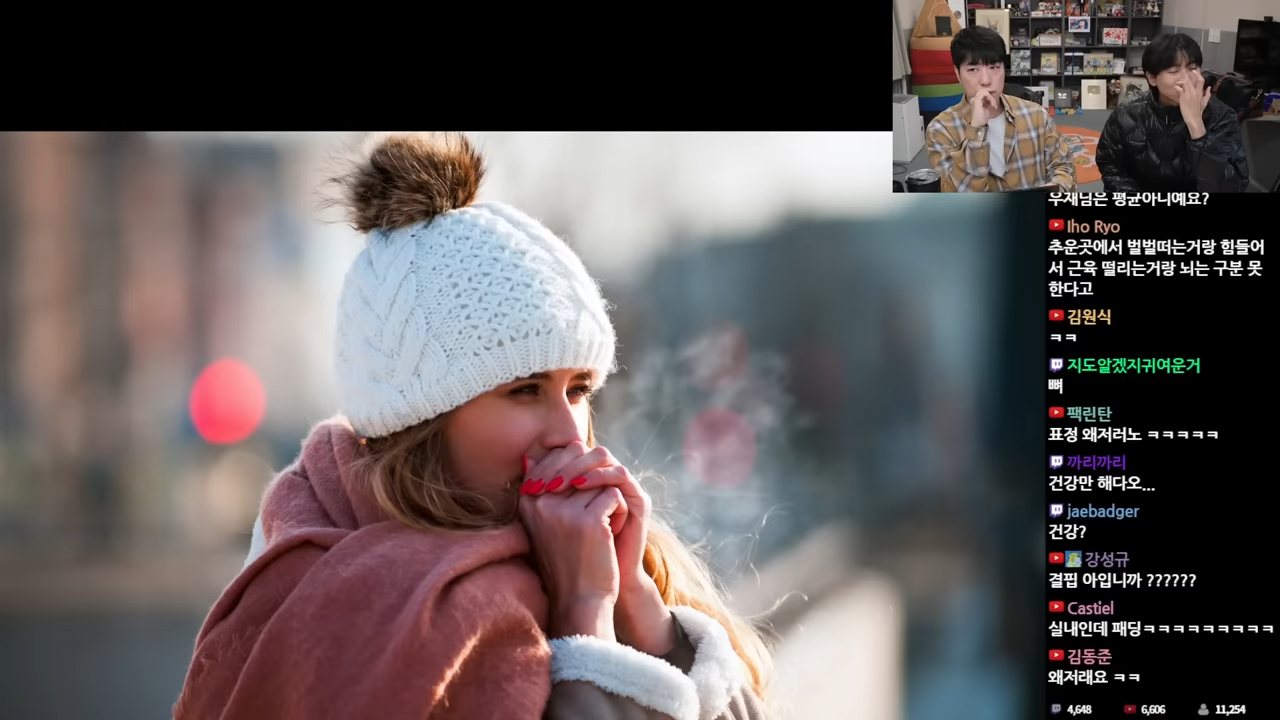 우재님은 평균아니예요?
Iho Ryo
추운곳에서 벌벌떠는거랑 힘들어
서 근육 떨리는거랑 뇌는 구분 못
한다고
김원식
ㅋㅋ
지도알겠지귀여운거
뼈
팩린탄
표정 왜저러노 ㅋㅋㅋㅋㅋ
까리까리
건강만 해다오...
jaebadger
건강?
강성규
결핍 아입니까 ??????
Castiel
실내인데 패딩ㅋㅋㅋㅋㅋㅋㅋㅋㅋ
김동준
왜저래요 ㅋㅋ
4,648 6,606 11,254